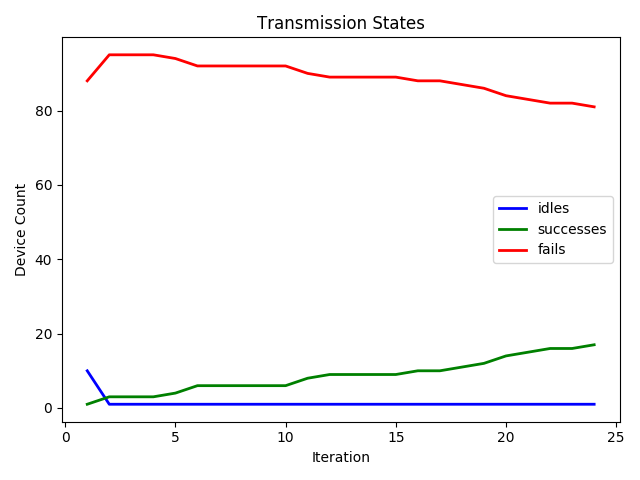 Transmission States
Device Count
80
60
40
20
0
idles
successes
fails
0 5 10 15 20 25
Iteration